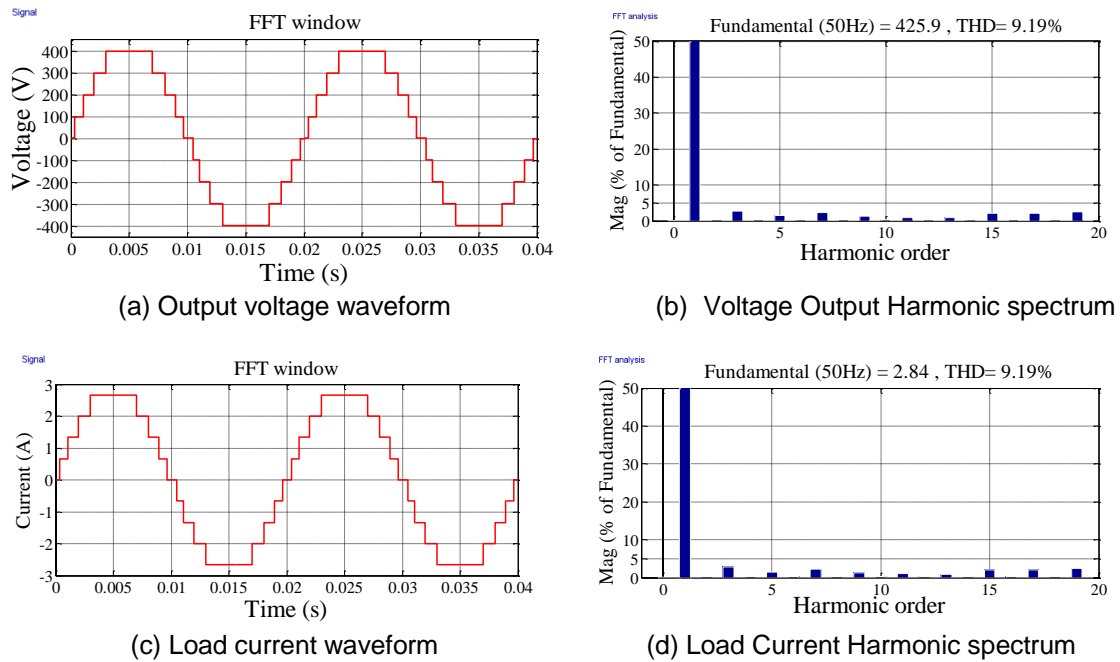 Signal
FFT window
Voltage (V)
400
300
200
100
0
-100
-200
-300
-400
0 0.005 0.01 0.015 0.02 0.025 0.03 0.035 0.04
Time (s)
(a) Output voltage waveform
FFT analysis
Fundamental (50Hz) = 425.9 , THD= 9.19%
Mag (% of Fundamental)
50
40
30
20
10
5
0
0 5 10 15 20
Harmonic order
(b) Voltage Output Harmonic spectrum
Signal
FFT window
Current (A)
3
2
1
0
-1
-2
-3
0 0.005 0.01 0.015 0.02 0.025 0.03 0.035 0.04
Time (s)
(c) Load current waveform
FFT analysis
Fundamental (50Hz) = 2.84 , THD= 9.19%
Mag (% of Fundamental)
50
40
30
20
10
5
0
0 5 10 15 20
Harmonic order
(d) Load Current Harmonic spectrum